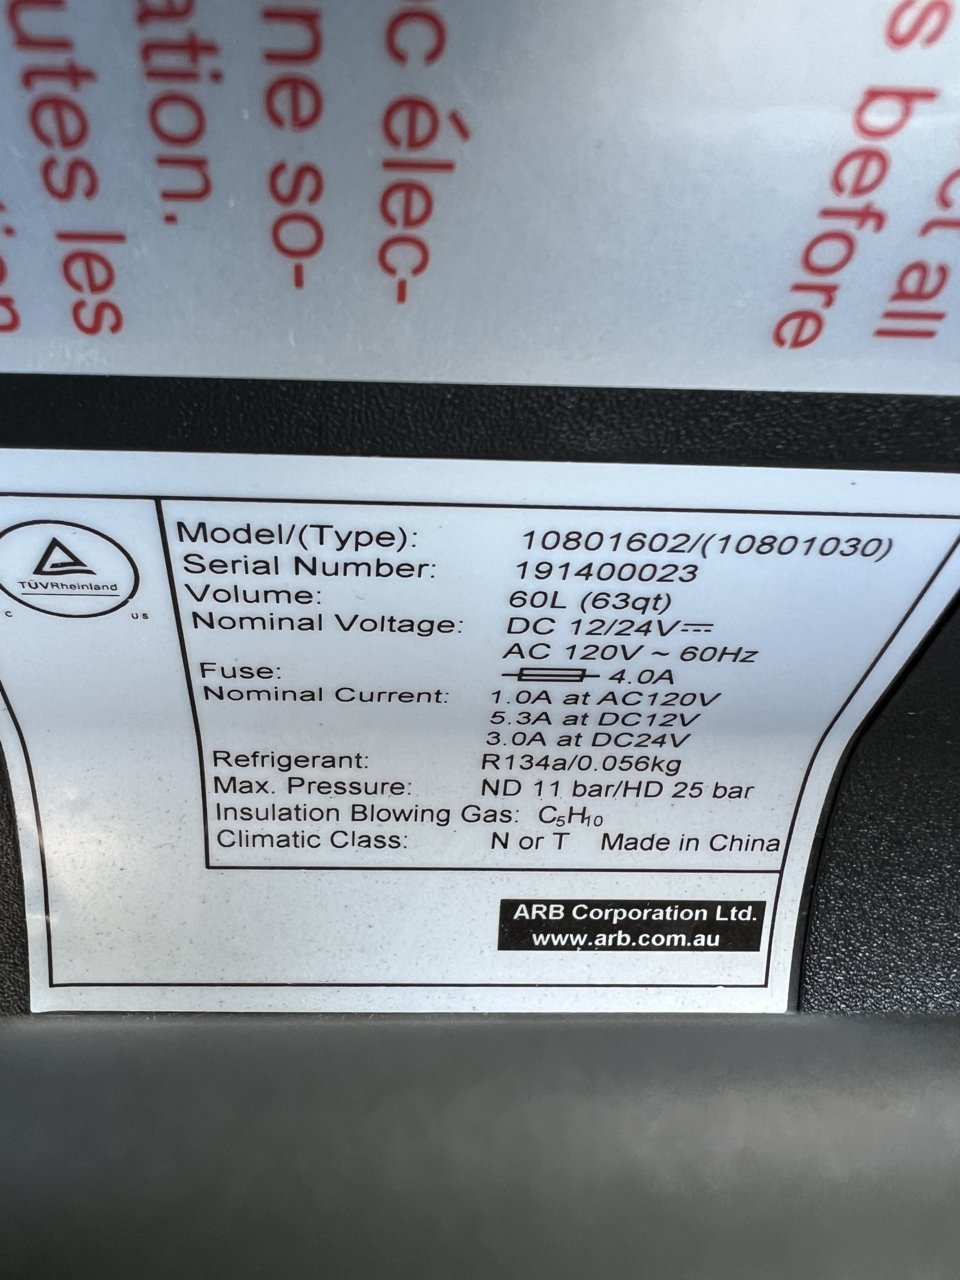 c élec-
ne so-
ation.
utes les
all
s before
TÜVRheinland
C US
Model/(Type): 10801602/(10801030)
Serial Number: 191400023
Volume: 60L (63qt)
Nominal Voltage: DC 12/24V⎓
AC 120V ~ 60Hz
Fuse: 4.0A
Nominal Current: 1.0A at AC120V
5.3A at DC12V
3.0A at DC24V
Refrigerant: R134a/0.056kg
Max. Pressure: ND 11 bar/HD 25 bar
Insulation Blowing Gas: C₅H₁₀
Climatic Class: N or T Made in China
ARB Corporation Ltd.
www.arb.com.au